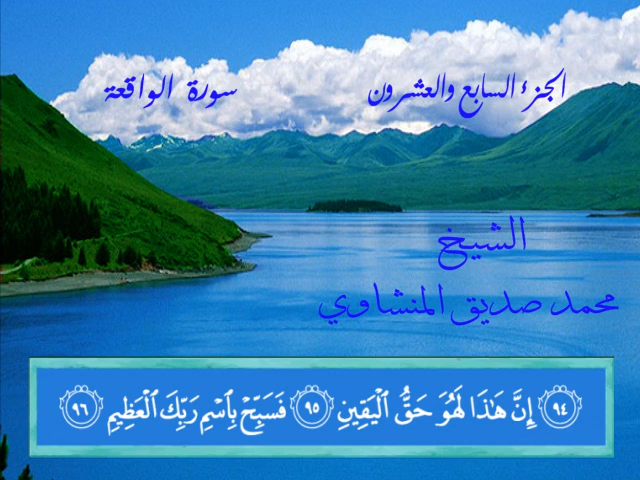 الجزء السابع والعشرون
سورة الواقعة
الشيخ
محمد صديق المنشاوي
۝٩٤ إِنَّ هَٰذَا لَهُوَ حَقُّ ٱلْيَقِينِ ۝٩٥ فَسَبِّحْ بِٱسْمِ رَبِّكَ ٱلْعَظِيمِ ۝٩٦